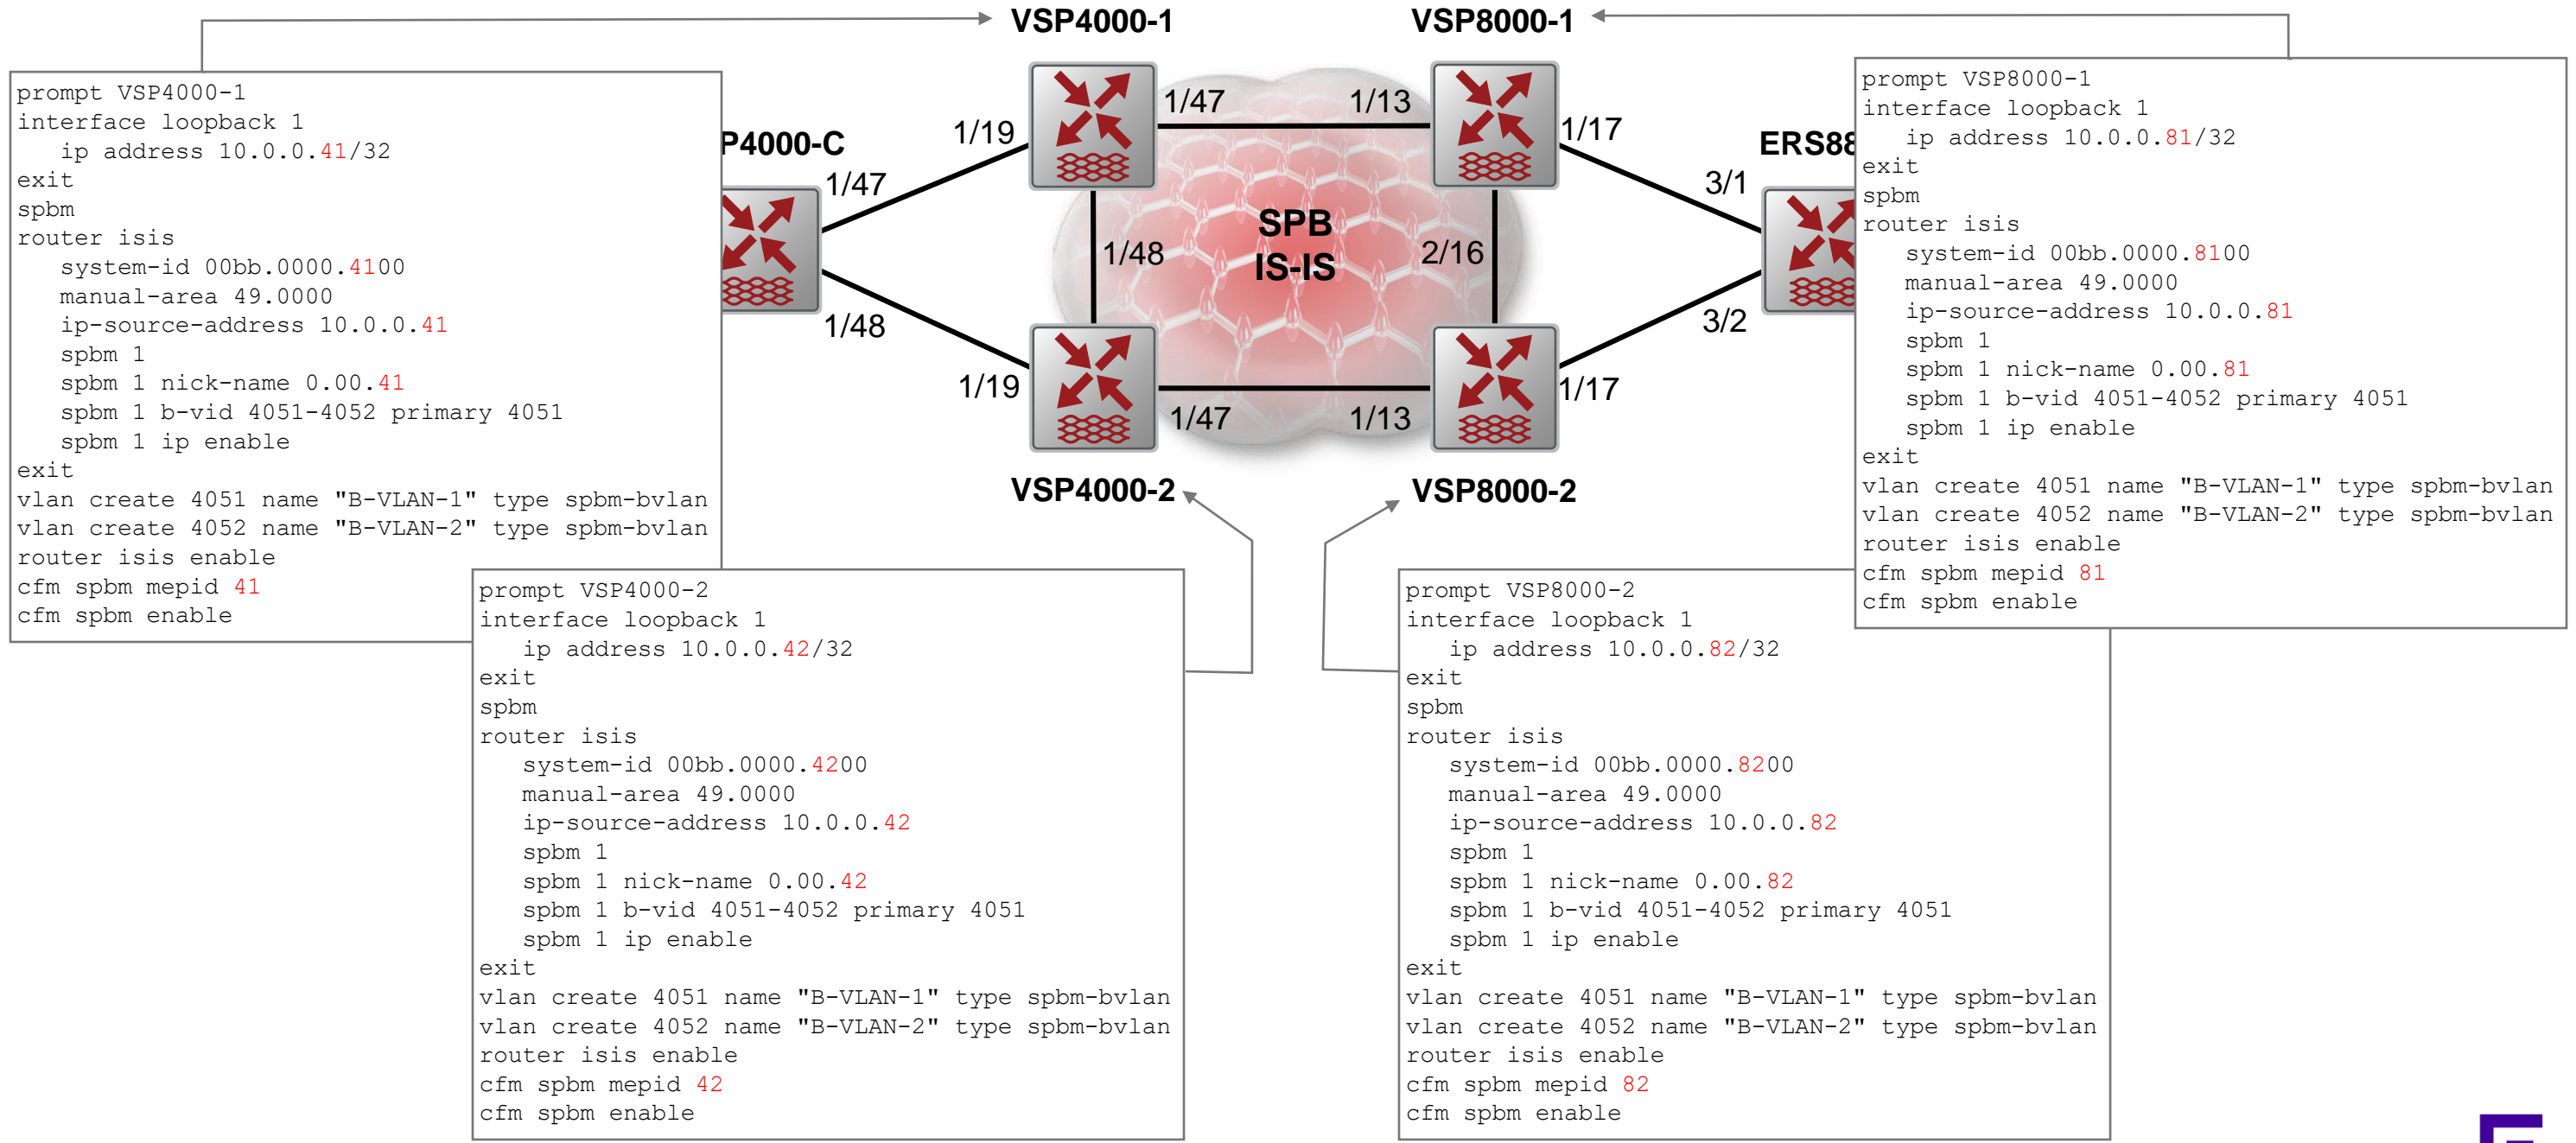 VSP4000-1
VSP8000-1
prompt VSP4000-1
interface loopback 1
ip address 10.0.0.41/32
exit
spbm
router isis
system-id 00bb.0000.4100
manual-area 49.0000
ip-source-address 10.0.0.41
spbm 1
spbm 1 nick-name 0.00.41
spbm 1 b-vid 4051-4052 primary 4051
spbm 1 ip enable
exit
vlan create 4051 name "B-VLAN-1" type spbm-bvlan
vlan create 4052 name "B-VLAN-2" type spbm-bvlan
router isis enable
cfm spbm mepid 41
cfm spbm enable
P4000-C
1/47
1/48
1/19
1/47
1/13
1/17
1/48
SPB
IS-IS
2/16
1/19
1/47
1/13
1/17
3/1
3/2
ERS88
VSP4000-2
VSP8000-2
prompt VSP8000-1
interface loopback 1
ip address 10.0.0.81/32
exit
spbm
router isis
system-id 00bb.0000.8100
manual-area 49.0000
ip-source-address 10.0.0.81
spbm 1
spbm 1 nick-name 0.00.81
spbm 1 b-vid 4051-4052 primary 4051
spbm 1 ip enable
exit
vlan create 4051 name "B-VLAN-1" type spbm-bvlan
vlan create 4052 name "B-VLAN-2" type spbm-bvlan
router isis enable
cfm spbm mepid 81
cfm spbm enable
prompt VSP4000-2
interface loopback 1
ip address 10.0.0.42/32
exit
spbm
router isis
system-id 00bb.0000.4200
manual-area 49.0000
ip-source-address 10.0.0.42
spbm 1
spbm 1 nick-name 0.00.42
spbm 1 b-vid 4051-4052 primary 4051
spbm 1 ip enable
exit
vlan create 4051 name "B-VLAN-1" type spbm-bvlan
vlan create 4052 name "B-VLAN-2" type spbm-bvlan
router isis enable
cfm spbm mepid 42
cfm spbm enable
prompt VSP8000-2
interface loopback 1
ip address 10.0.0.82/32
exit
spbm
router isis
system-id 00bb.0000.8200
manual-area 49.0000
ip-source-address 10.0.0.82
spbm 1
spbm 1 nick-name 0.00.82
spbm 1 b-vid 4051-4052 primary 4051
spbm 1 ip enable
exit
vlan create 4051 name "B-VLAN-1" type spbm-bvlan
vlan create 4052 name "B-VLAN-2" type spbm-bvlan
router isis enable
cfm spbm mepid 82
cfm spbm enable